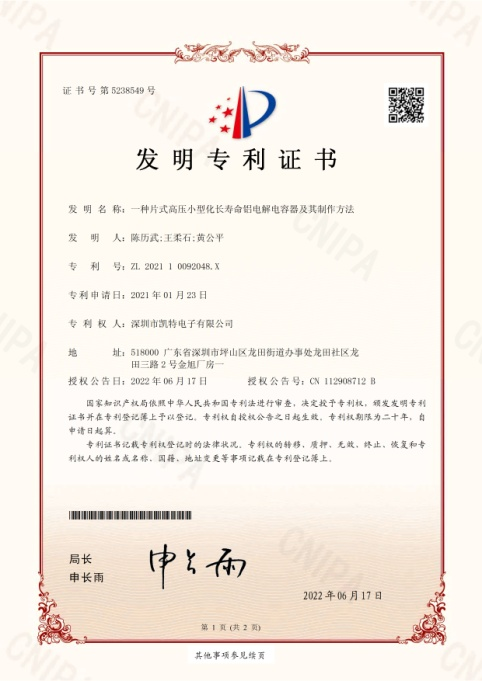 证书号第5238549号
发明专利证书
发 明 名 称：一种片式高压小型化长寿命铝电解电容器及其制作方法
发 明 人：陈历武;王柔石;黄公平
专 利 号：ZL 2021 1 0092048.X
专利申请日：2021年01月23日
专 利 权 人：深圳市凯特电子有限公司
地 址：518000 广东省深圳市坪山区龙田街道办事处龙田社区龙
田三路2号金旭厂房一
授权公告日：2022年06月17日 授权公告号：CN 112908712 B
国家知识产权局依照中华人民共和国专利法进行审查，决定授予专利权，颁发发明专利
证书并在专利登记簿上予以登记。专利权自授权公告之日起生效。专利权期限为二十年，自
申请日起算。
专利证书记载专利权登记时的法律状况。专利权的转移、质押、无效、终止、恢复和专
利权人的姓名或名称、国籍、地址变更等事项记载在专利登记簿上。
局长
申长雨
申长雨
2022年06月17日
第 1 页 (共 2 页)
其他事项参见续页
CNIPA
CNIPA
CNIPA
CNIPA
CNIPA